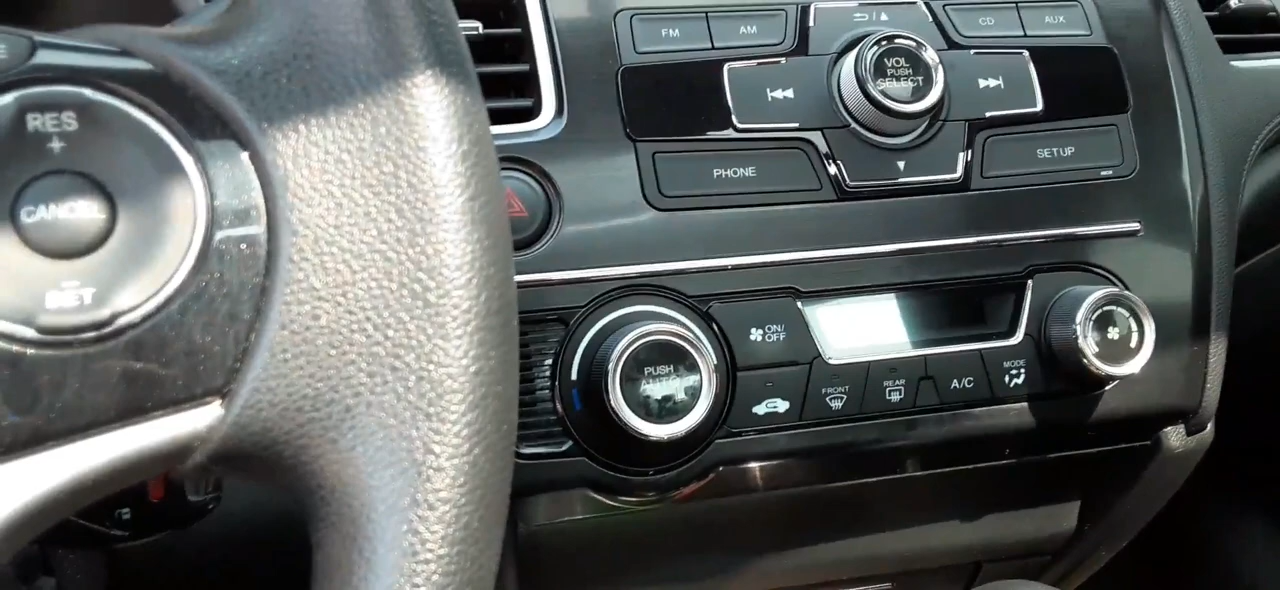 RES
+
CANCEL
-
SET
FM
AM
CD
AUX
VOL
PUSH
SELECT
PHONE
SETUP
PUSH
AUTO
ON/
OFF
FRONT
REAR
A/C
MODE